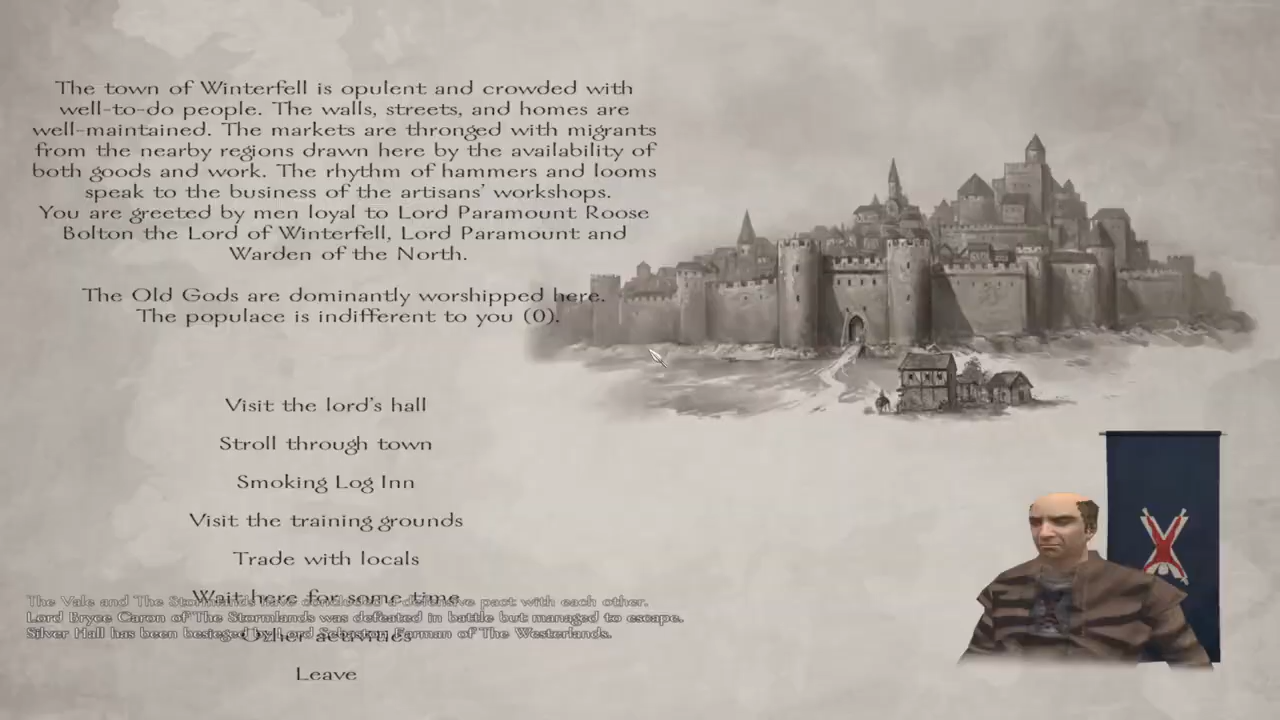 The town of Winterfell is opulent and crowded with
well-to-do people. The walls, streets, and homes are
well-maintained. The markets are thronged with migrants
from the nearby regions drawn here by the availability of
both goods and work. The rhythm of hammers and looms
speak to the business of the artisans' workshops.
You are greeted by men loyal to Lord Paramount Roose
Bolton the Lord of Winterfell, Lord Paramount and
Warden of the North.
The Old Gods are dominantly worshipped here.
The populace is indifferent to you (0).
Visit the lord's hall
Stroll through town
Smoking Log Inn
Visit the training grounds
Trade with locals
Wait here for some time
The Vale and The Stormlands have concluded a defensive pact with each other.
Lord Bryce Caron of The Stormlands was defeated in battle but managed to escape.
Silver Hall has been besieged by Lord Sebaston Farman of The Westerlands.
Other activities
Leave